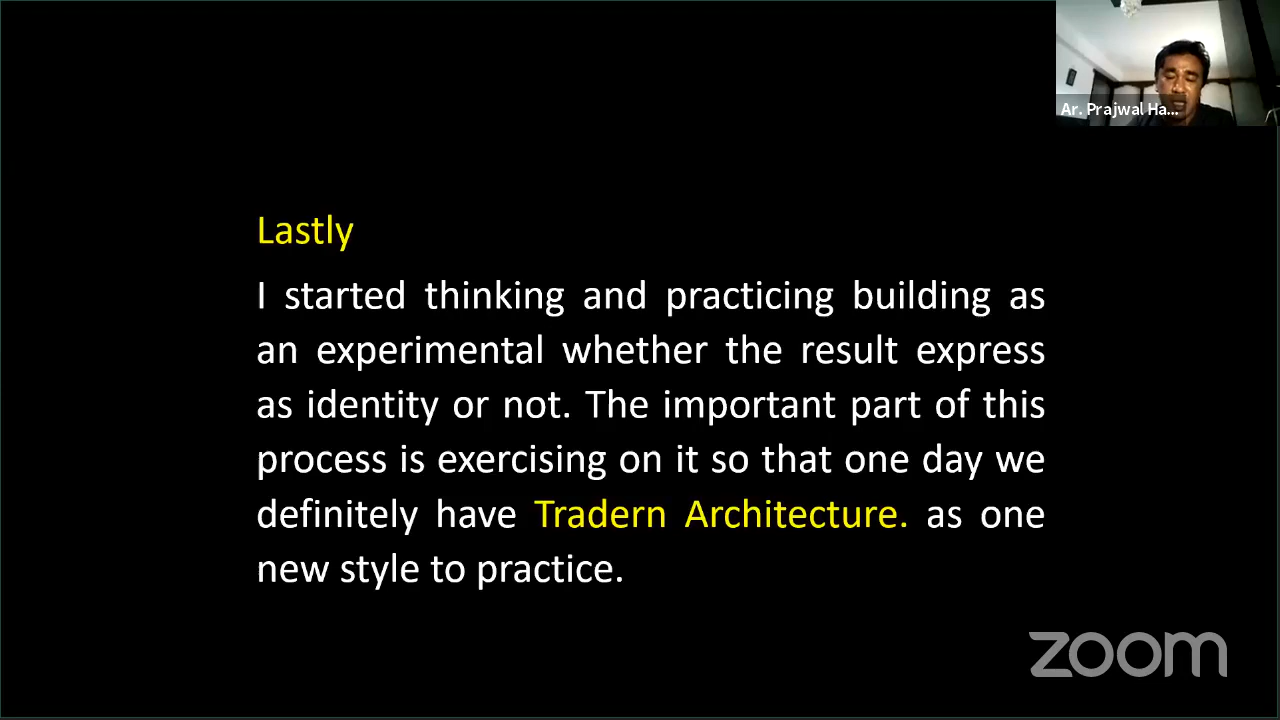 Ar. Prajwal Ha...
Lastly
I started thinking and practicing building as
an experimental whether the result express
as identity or not. The important part of this
process is exercising on it so that one day we
definitely have Tradern Architecture. as one
new style to practice.
zoom